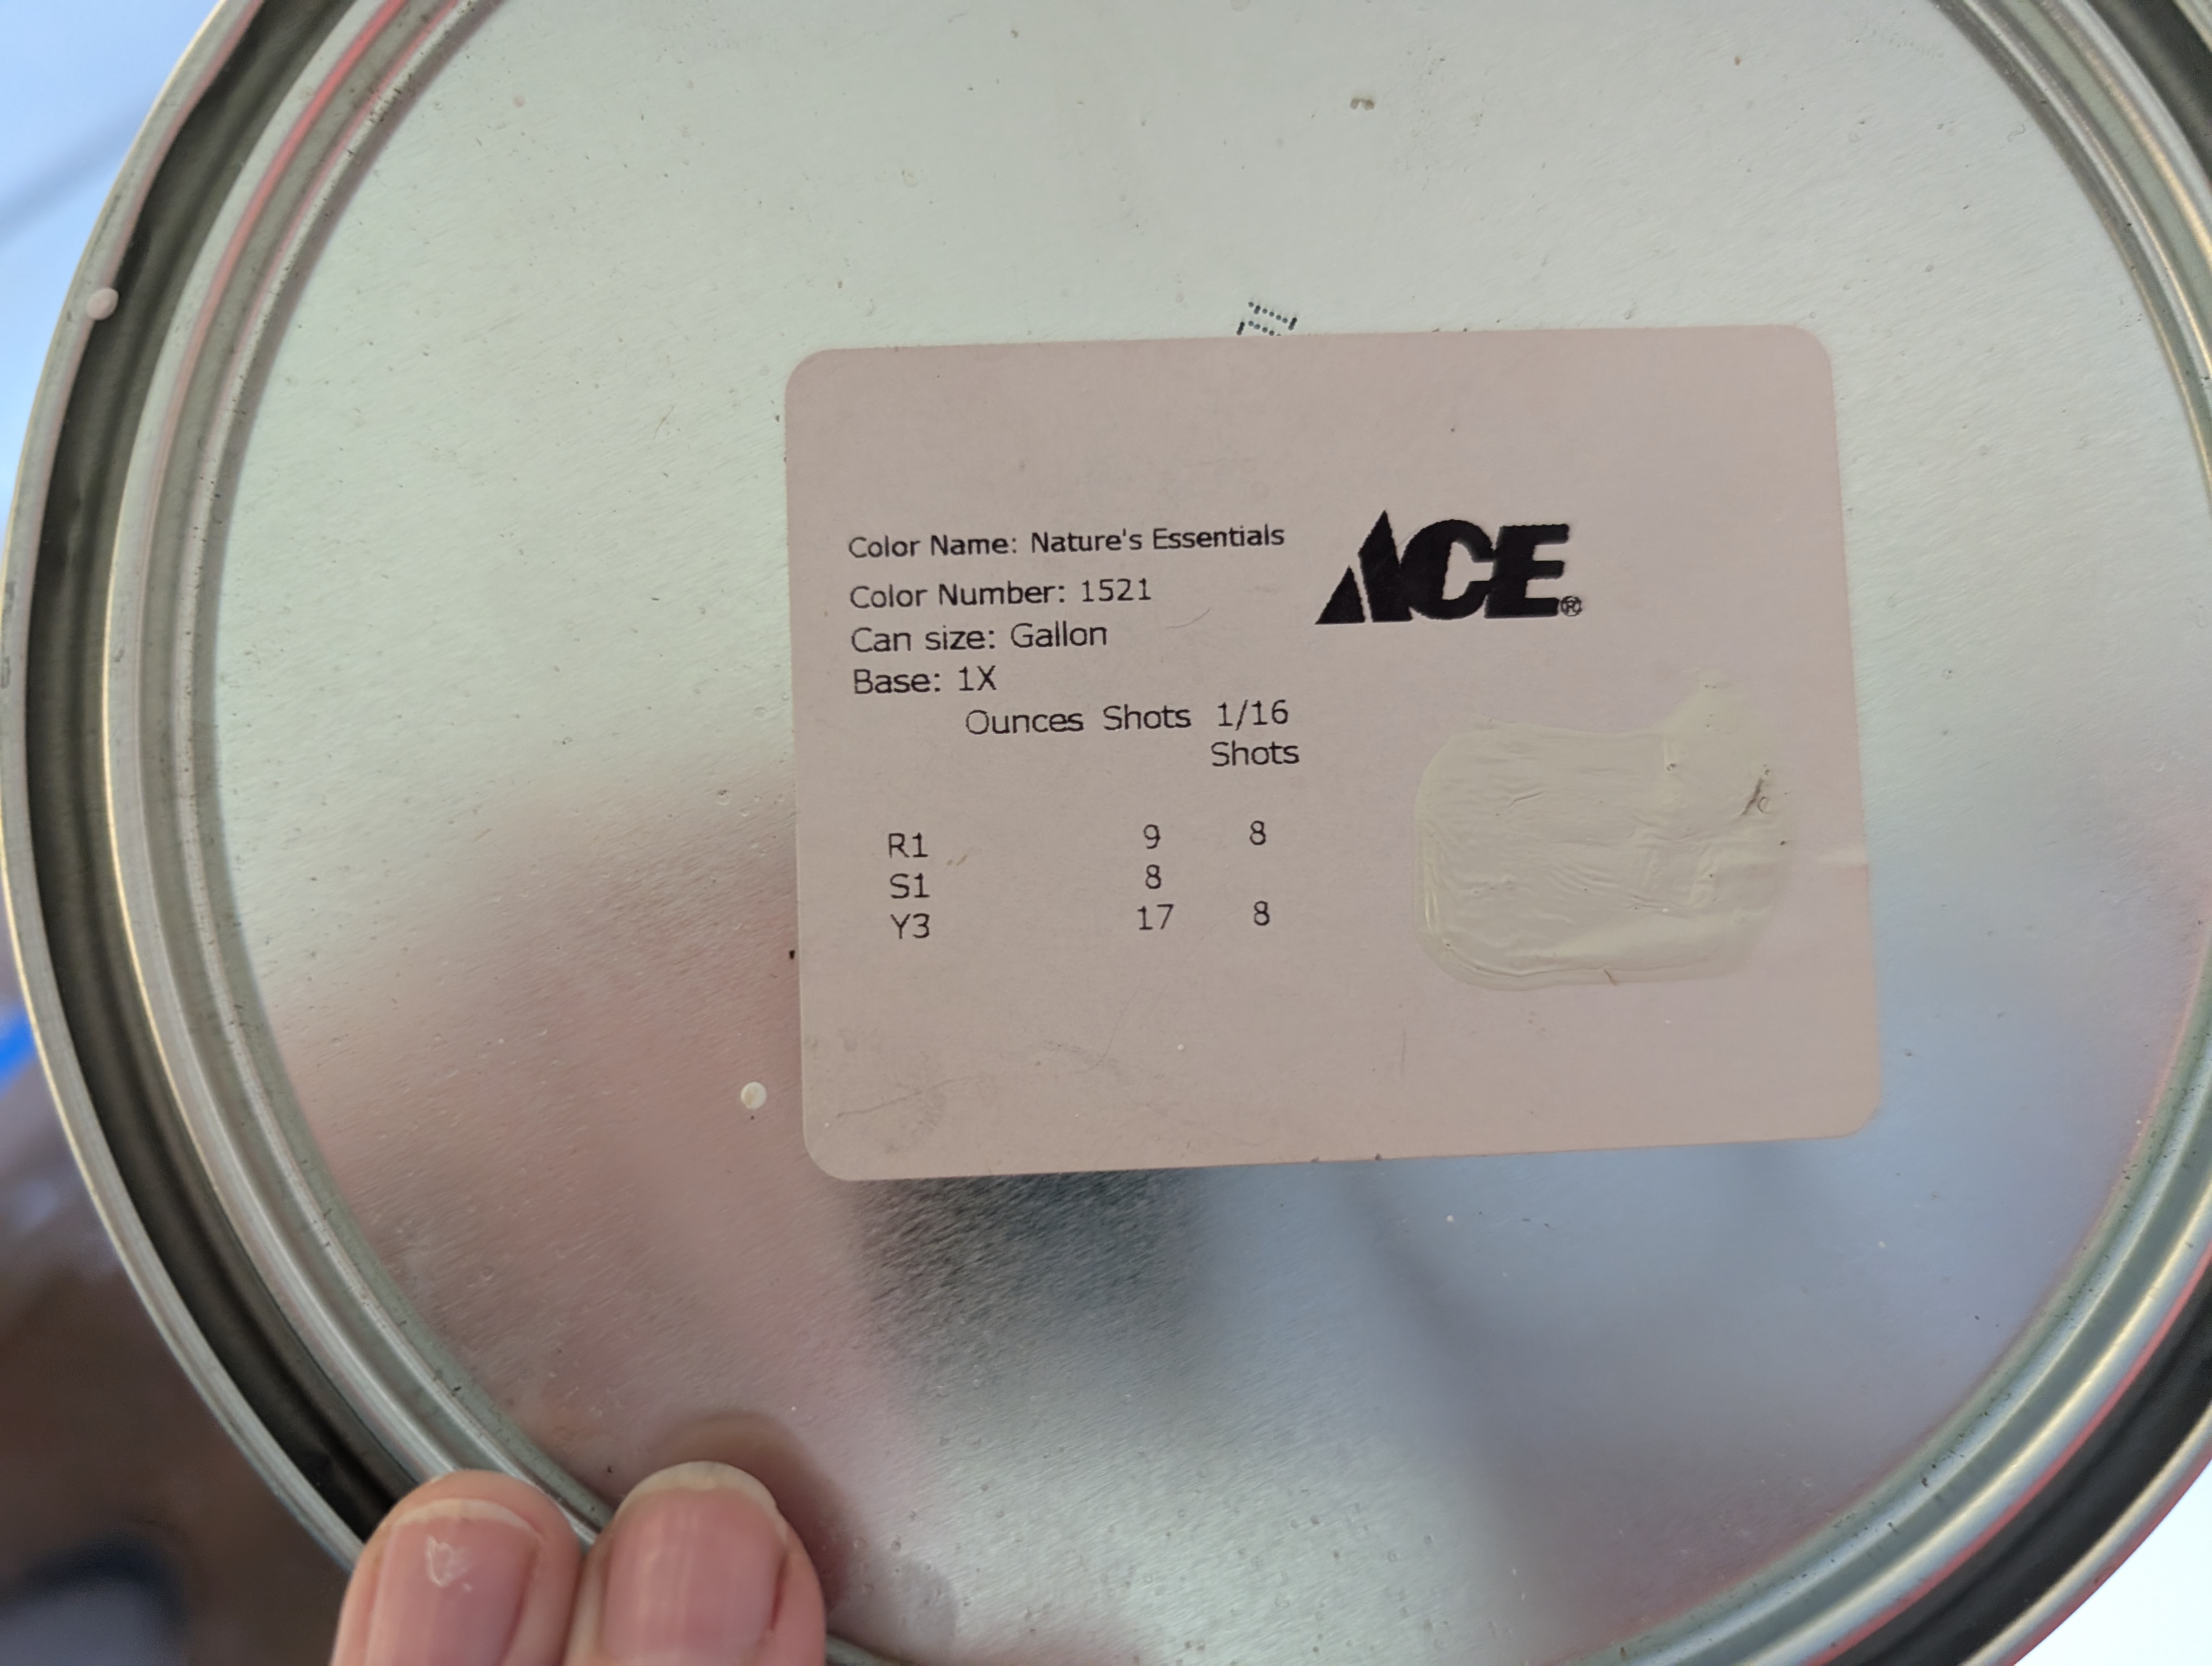 Color Name: Nature's Essentials
ACE®
Color Number: 1521
Can size: Gallon
Base: 1X
Ounces Shots 1/16
Shots
R1 9 8
S1 8
Y3 17 8